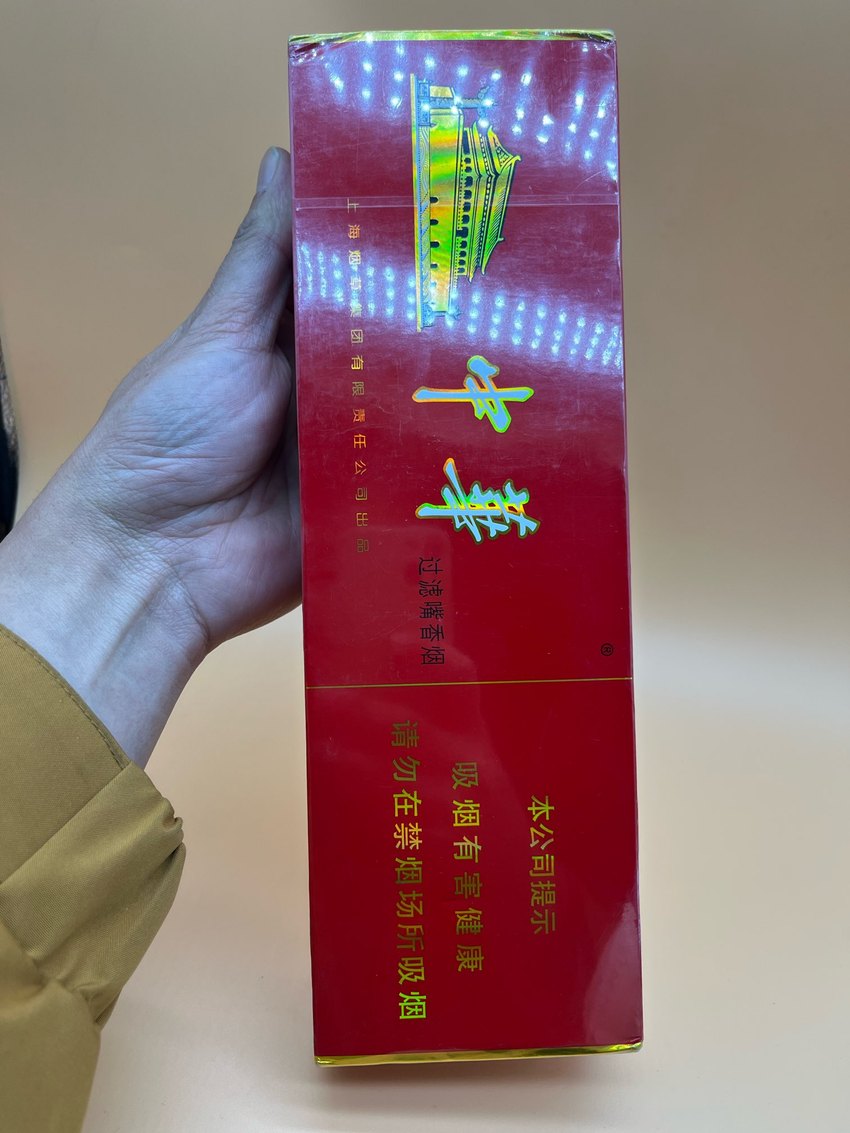 中華
过滤嘴香烟
上海烟草集团有限责任公司出品
®
本公司提示
吸烟有害健康
请勿在禁烟场所吸烟